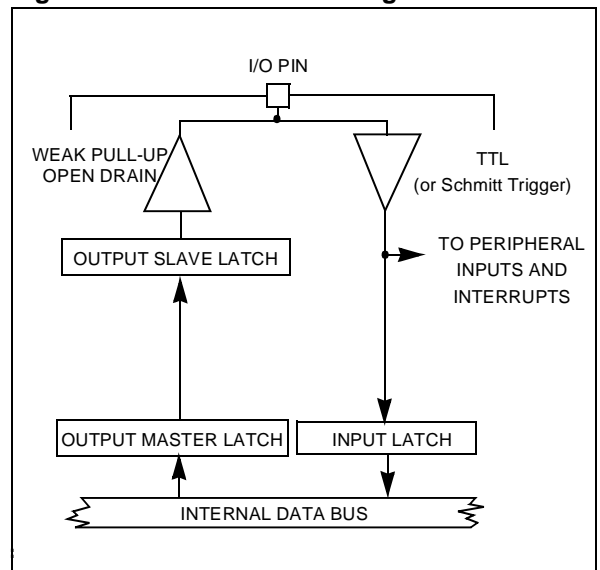 I/O PIN
WEAK PULL-UP
OPEN DRAIN
TTL
(or Schmitt Trigger)
OUTPUT SLAVE LATCH
TO PERIPHERAL
INPUTS AND
INTERRUPTS
OUTPUT MASTER LATCH
INPUT LATCH
INTERNAL DATA BUS